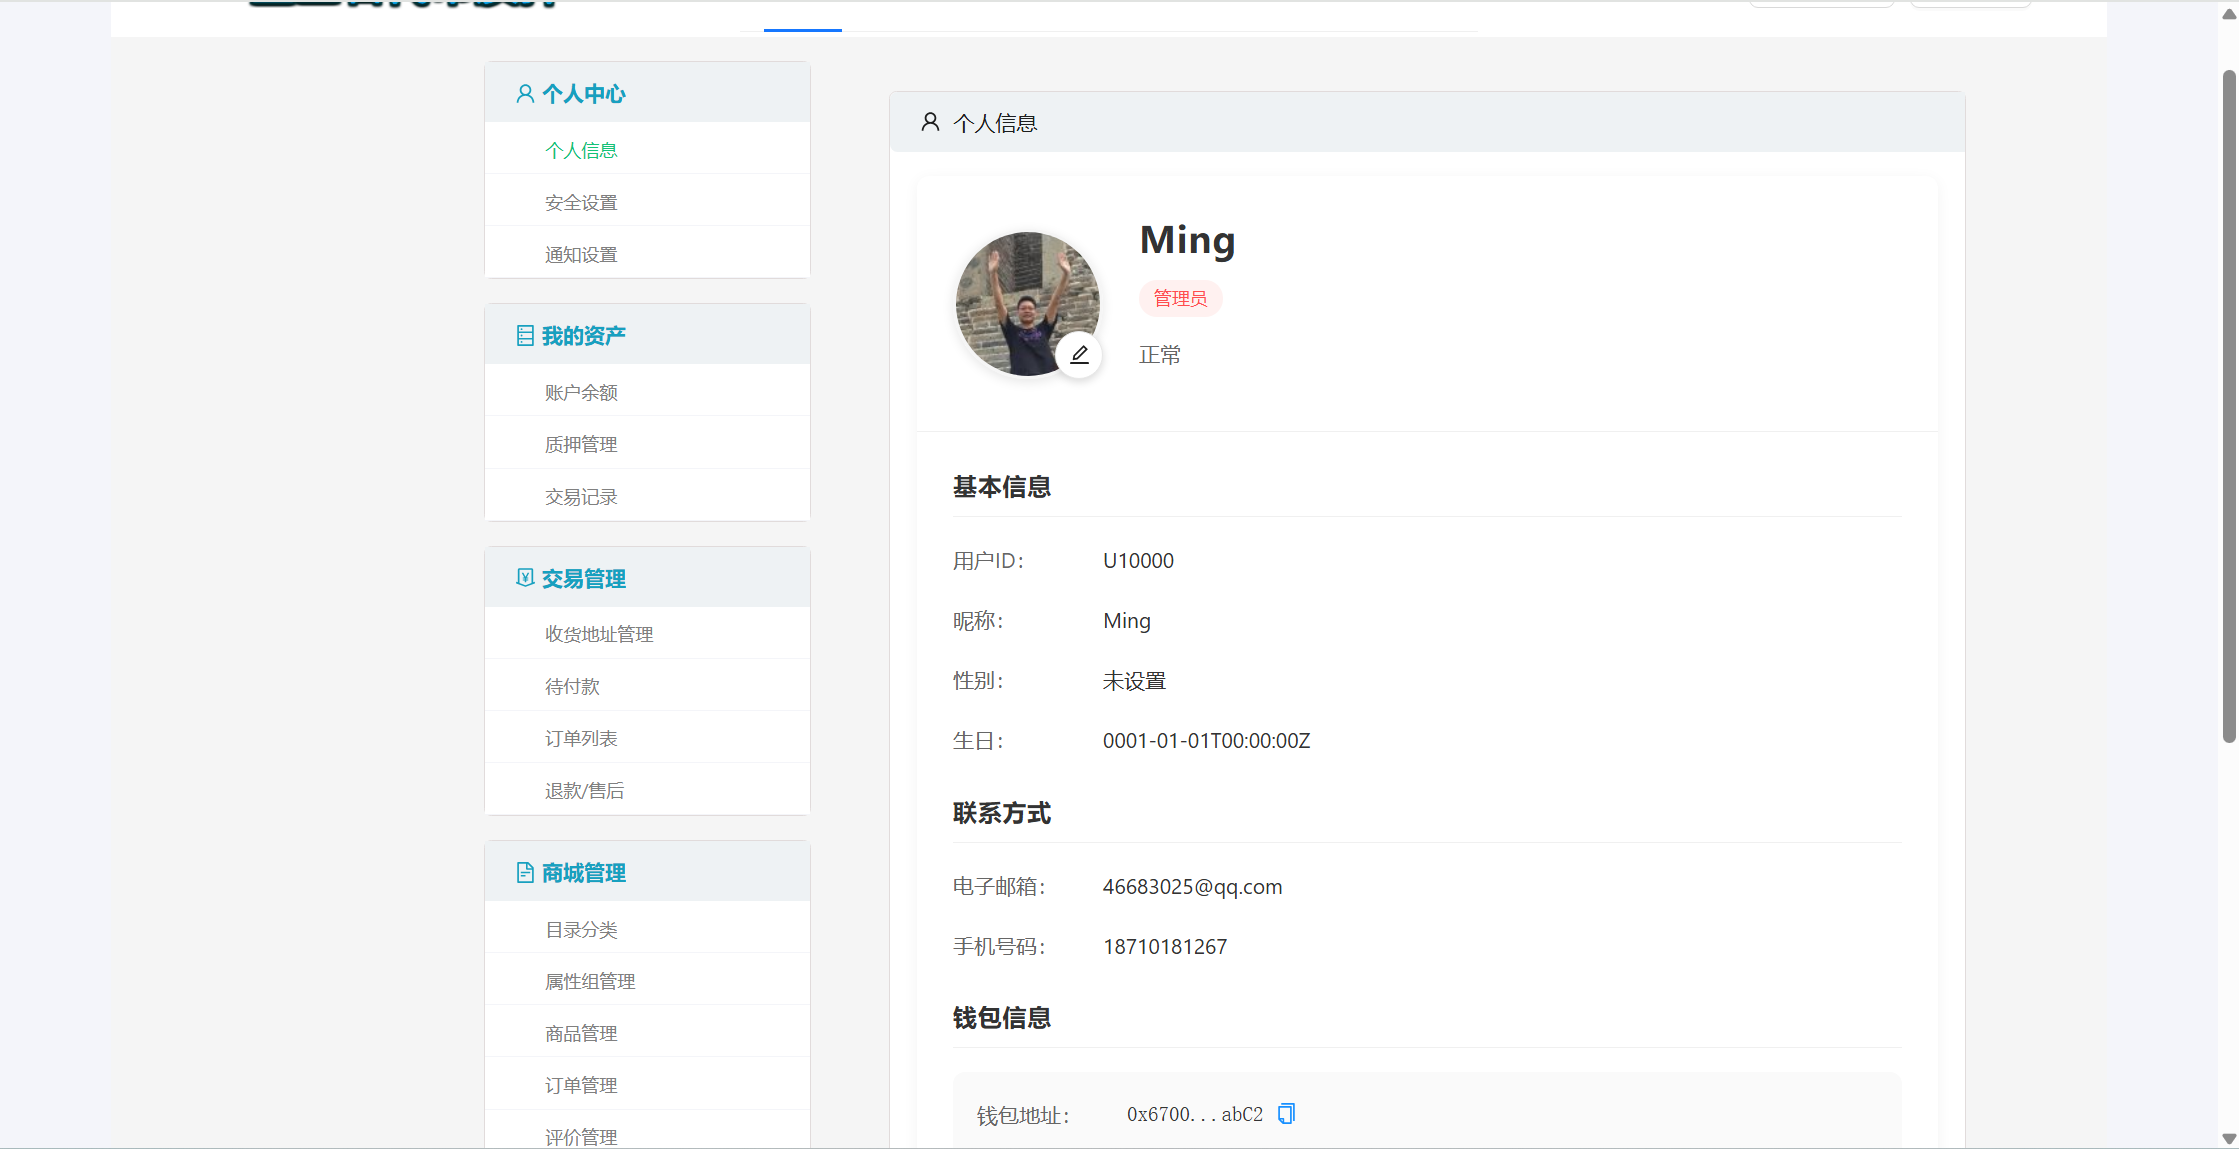 个人中心
个人信息
安全设置
通知设置
我的资产
账户余额
质押管理
交易记录
交易管理
收货地址管理
待付款
订单列表
退款/售后
商城管理
目录分类
属性组管理
商品管理
订单管理
评价管理
个人信息
Ming
管理员
正常
基本信息
用户ID： U10000
昵称： Ming
性别： 未设置
生日： 0001-01-01T00:00:00Z
联系方式
电子邮箱： 46683025@qq.com
手机号码： 18710181267
钱包信息
钱包地址： 0x6700...abC2